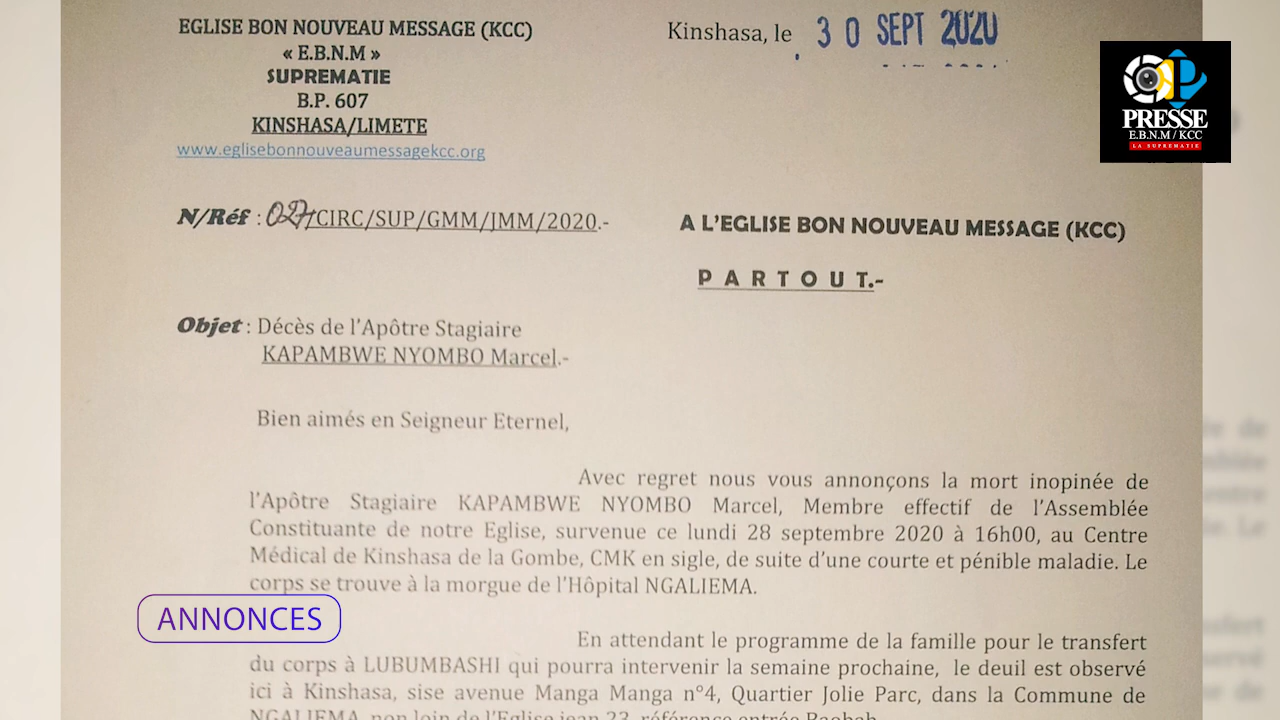 EGLISE BON NOUVEAU MESSAGE (KCC)
« E.B.N.M »
SUPREMATIE
B.P. 607
KINSHASA/LIMETE
www.eglisebonnouveaumessagekcc.org
Kinshasa, le 30 SEPT 2020
PRESSE
E.B.N.M / KCC
LA SUPREMATIE
N/Réf : 027/CIRC/SUP/GMM/JMM/2020.-
A L’EGLISE BON NOUVEAU MESSAGE (KCC)
P A R T O U T.-
Objet : Décès de l’Apôtre Stagiaire
KAPAMBWE NYOMBO Marcel.-
Bien aimés en Seigneur Eternel,
Avec regret nous vous annonçons la mort inopinée de
l’Apôtre Stagiaire KAPAMBWE NYOMBO Marcel, Membre effectif de l’Assemblée
Constituante de notre Eglise, survenue ce lundi 28 septembre 2020 à 16h00, au Centre
Médical de Kinshasa de la Gombe, CMK en sigle, de suite d’une courte et pénible maladie. Le
corps se trouve à la morgue de l’Hôpital NGALIEMA.
ANNONCES
En attendant le programme de la famille pour le transfert
du corps à LUBUMBASHI qui pourra intervenir la semaine prochaine, le deuil est observé
ici à Kinshasa, sise avenue Manga Manga n°4, Quartier Jolie Parc, dans la Commune de
NGALIEMA, non loin de l’Eglise jean 23, référence entrée Baobab